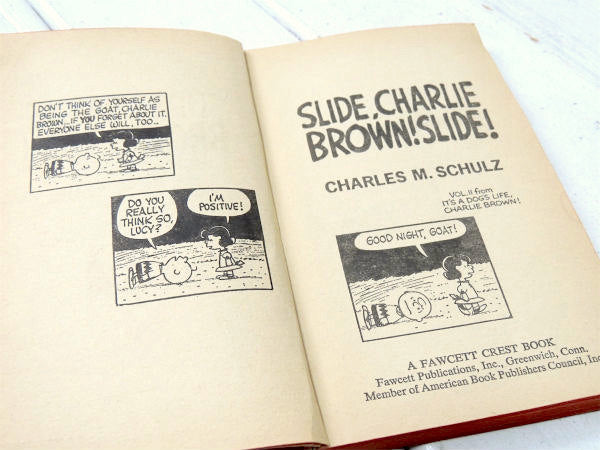 DON'T THINK OF YOURSELF AS
BEING THE GOAT, CHARLIE
BROWN...IF YOU FORGET ABOUT IT,
EVERYONE ELSE WILL, TOO...
DO YOU
REALLY
THINK SO,
LUCY?
I'M
POSITIVE!
SLIDE, CHARLIE
BROWN! SLIDE!
CHARLES M. SCHULZ
VOL. II from
IT'S A DOG'S LIFE,
CHARLIE BROWN!
GOOD NIGHT, GOAT!
A FAWCETT CREST BOOK
Fawcett Publications, Inc., Greenwich, Conn.
Member of American Book Publishers Council, Inc